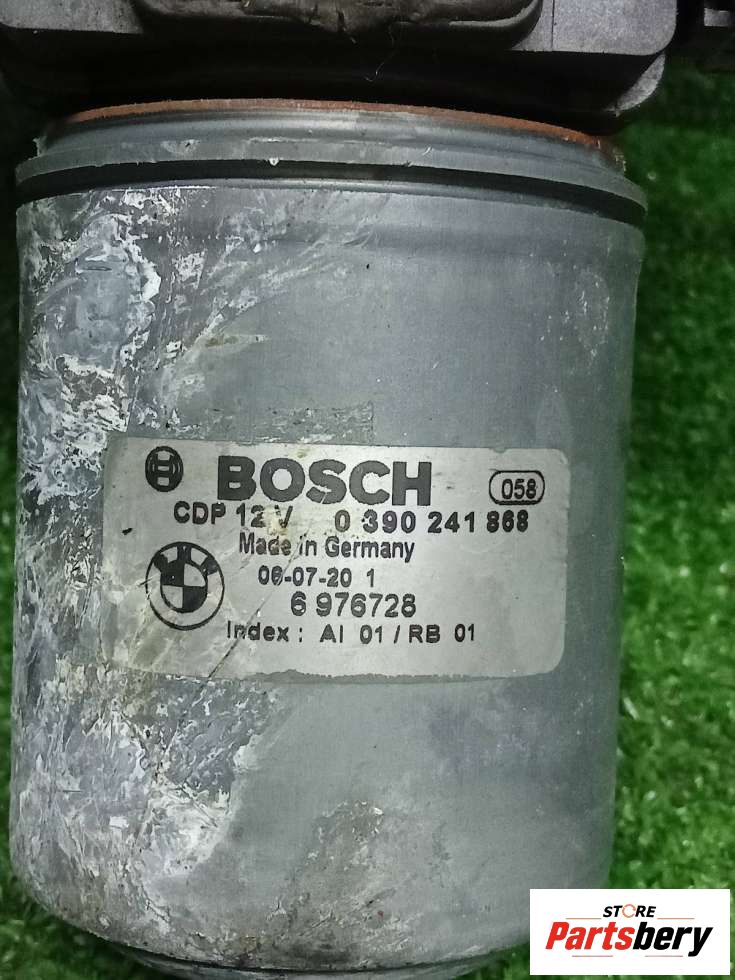 BOSCH 058
CDP 12 V 0 390 241 868
Made in Germany
06-07-20 1
6 976728
Index : AI 01 / RB 01
STORE
Partsbery